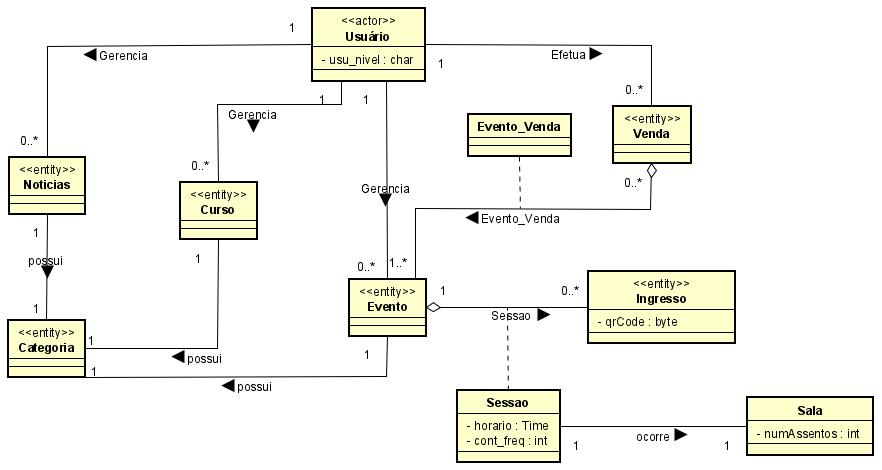 <<actor>>
Usuário
- usu_nivel : char
1
Gerencia
0..*
1
Efetua
0..*
1
Gerencia
0..*
1
Gerencia
0..*
<<entity>>
Venda
0..*
Evento_Venda
Evento_Venda
1..*
<<entity>>
Noticias
1
possui
1
<<entity>>
Curso
1
possui
1
<<entity>>
Categoria
<<entity>>
Evento
1
possui
1
1
Sessao
0..*
<<entity>>
Ingresso
- qrCode : byte
Sessao
- horario : Time
- cont_freq : int
1
ocorre
1
Sala
- numAssentos : int